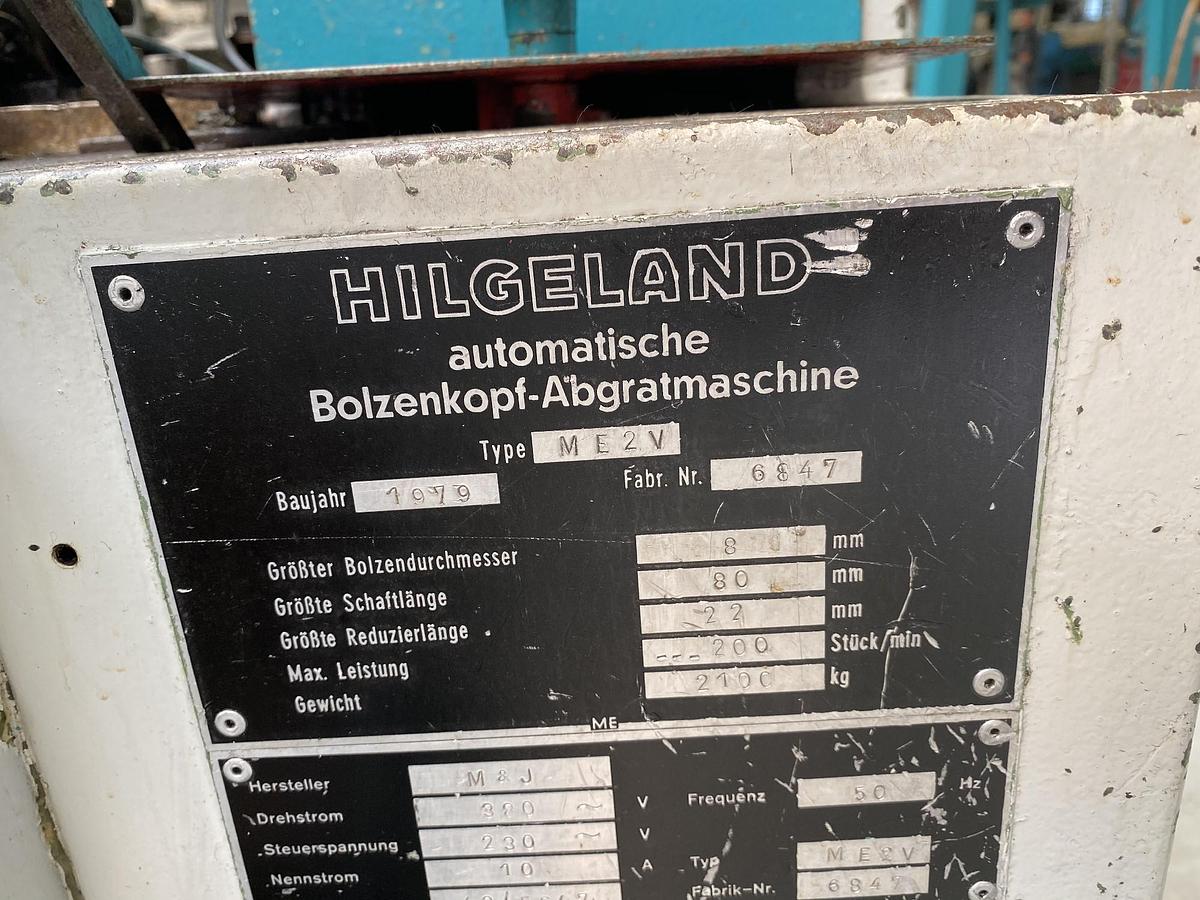 HILGELAND
automatische
Bolzenkopf-Abgratmaschine
Type ME2V
Baujahr 1979 Fabr. Nr. 6847
Größter Bolzendurchmesser 8 mm
Größte Schaftlänge 80 mm
Größte Reduzierlänge 22 mm
Max. Leistung ---200 Stück/min
Gewicht 2100 kg
ME
Hersteller M&J
Drehstrom 380 ~ V Frequenz 50 Hz
Steuerspannung 230 ~ V
Nennstrom 10 A Typ ME2V
Fabrik-Nr. 6847